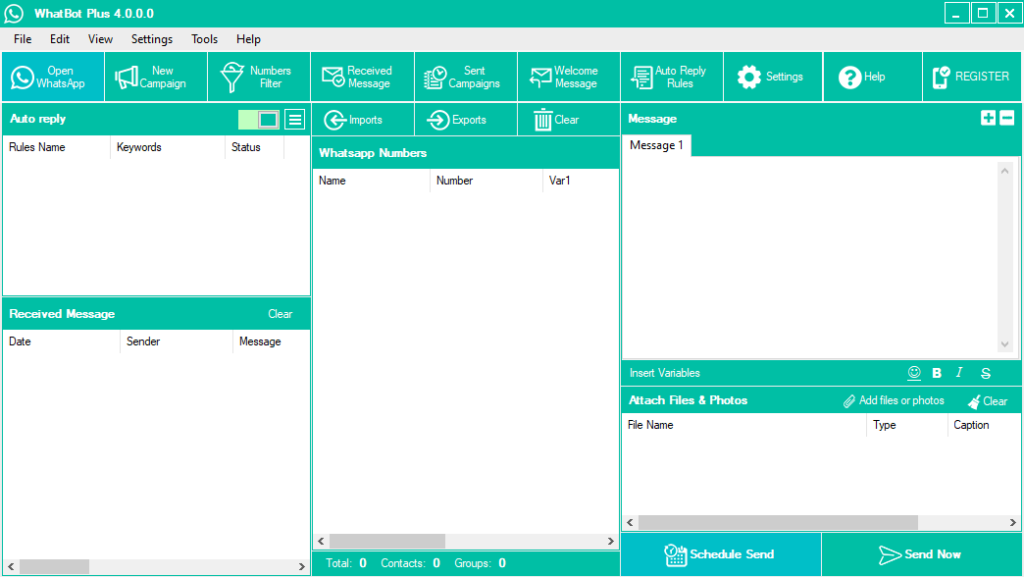 WhatBot Plus 4.0.0.0
File Edit View Settings Tools Help
Open WhatsApp
New Campaign
Numbers Filter
Received Message
Sent Campaigns
Welcome Message
Auto Reply Rules
Settings
Help
REGISTER
Auto reply
Rules Name Keywords Status
Received Message Clear
Date Sender Message
Imports Exports Clear
Whatsapp Numbers
Name Number Var1
Total: 0 Contacts: 0 Groups: 0
Message
Message 1
Insert Variables B I S
Attach Files & Photos Add files or photos Clear
File Name Type Caption
Schedule Send Send Now